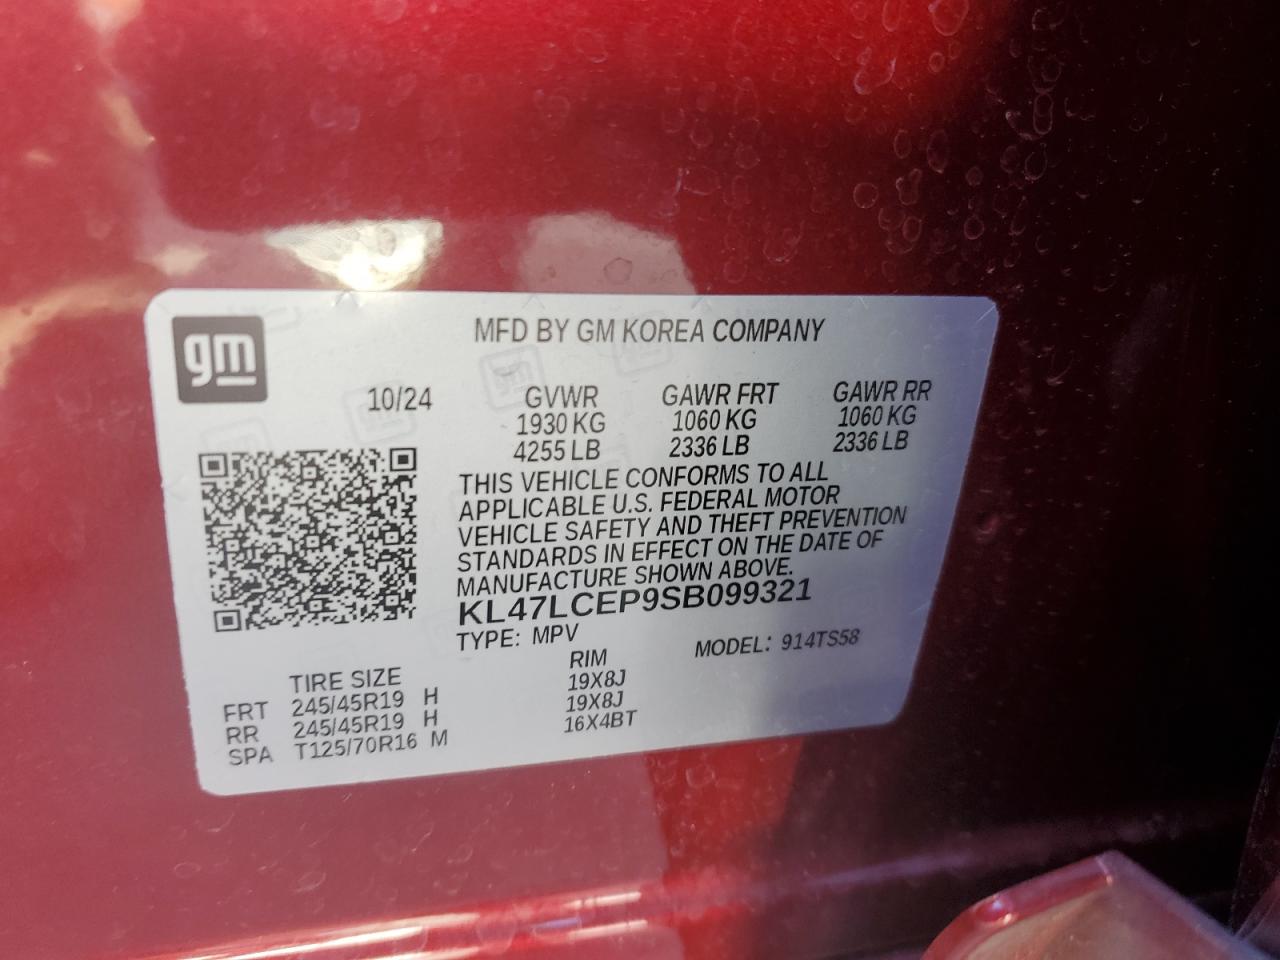 gm
MFD BY GM KOREA COMPANY
10/24 GVWR GAWR FRT GAWR RR
1930 KG 1060 KG 1060 KG
4255 LB 2336 LB 2336 LB
THIS VEHICLE CONFORMS TO ALL
APPLICABLE U.S. FEDERAL MOTOR
VEHICLE SAFETY AND THEFT PREVENTION
STANDARDS IN EFFECT ON THE DATE OF
MANUFACTURE SHOWN ABOVE.
KL47LCEP9SB099321
TYPE: MPV MODEL: 914TS58
TIRE SIZE RIM
FRT 245/45R19 H 19X8J
RR 245/45R19 H 19X8J
SPA T125/70R16 M 16X4BT